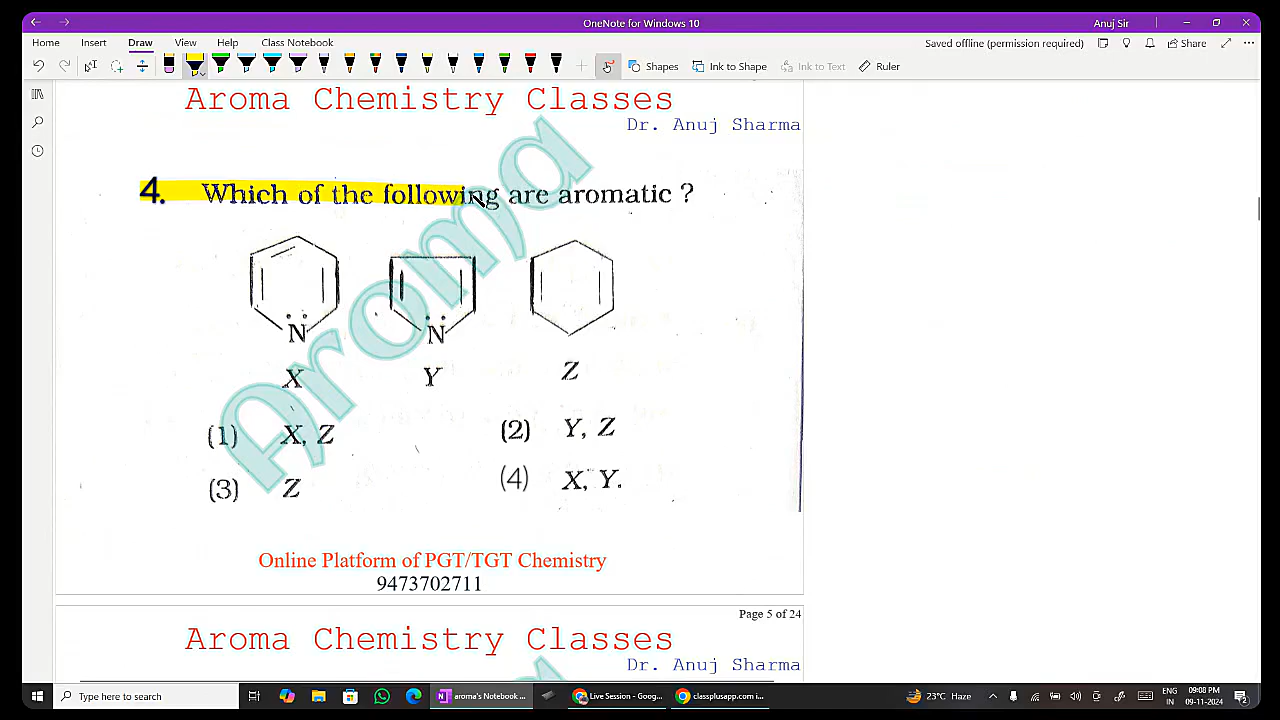 OneNote for Windows 10
Anuj Sir
Home Insert Draw View Help Class Notebook
Saved offline (permission required)
Share
Shapes
Ink to Shape
Ink to Text
Ruler
Aroma Chemistry Classes
Dr. Anuj Sharma
4. Which of the following are aromatic ?
N N
X Y Z
(1) X, Z (2) Y, Z
(3) Z (4) X, Y.
Aroma
Online Platform of PGT/TGT Chemistry
9473702711
Page 5 of 24
Aroma Chemistry Classes
Dr. Anuj Sharma
Type here to search
aroma's Notebook ...
Live Session - Goog...
classplusapp.com i...
23°C Haze
ENG
IN
09:08 PM
09-11-2024
2